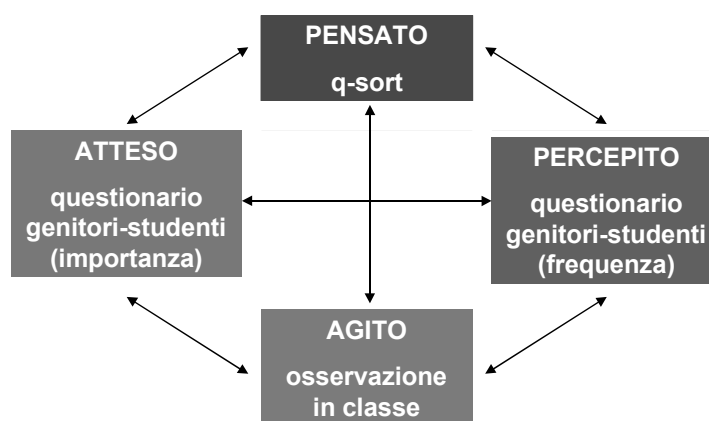 PENSATO
q-sort
ATTESO
questionario
genitori-studenti
(importanza)
PERCEPITO
questionario
genitori-studenti
(frequenza)
AGITO
osservazione
in classe